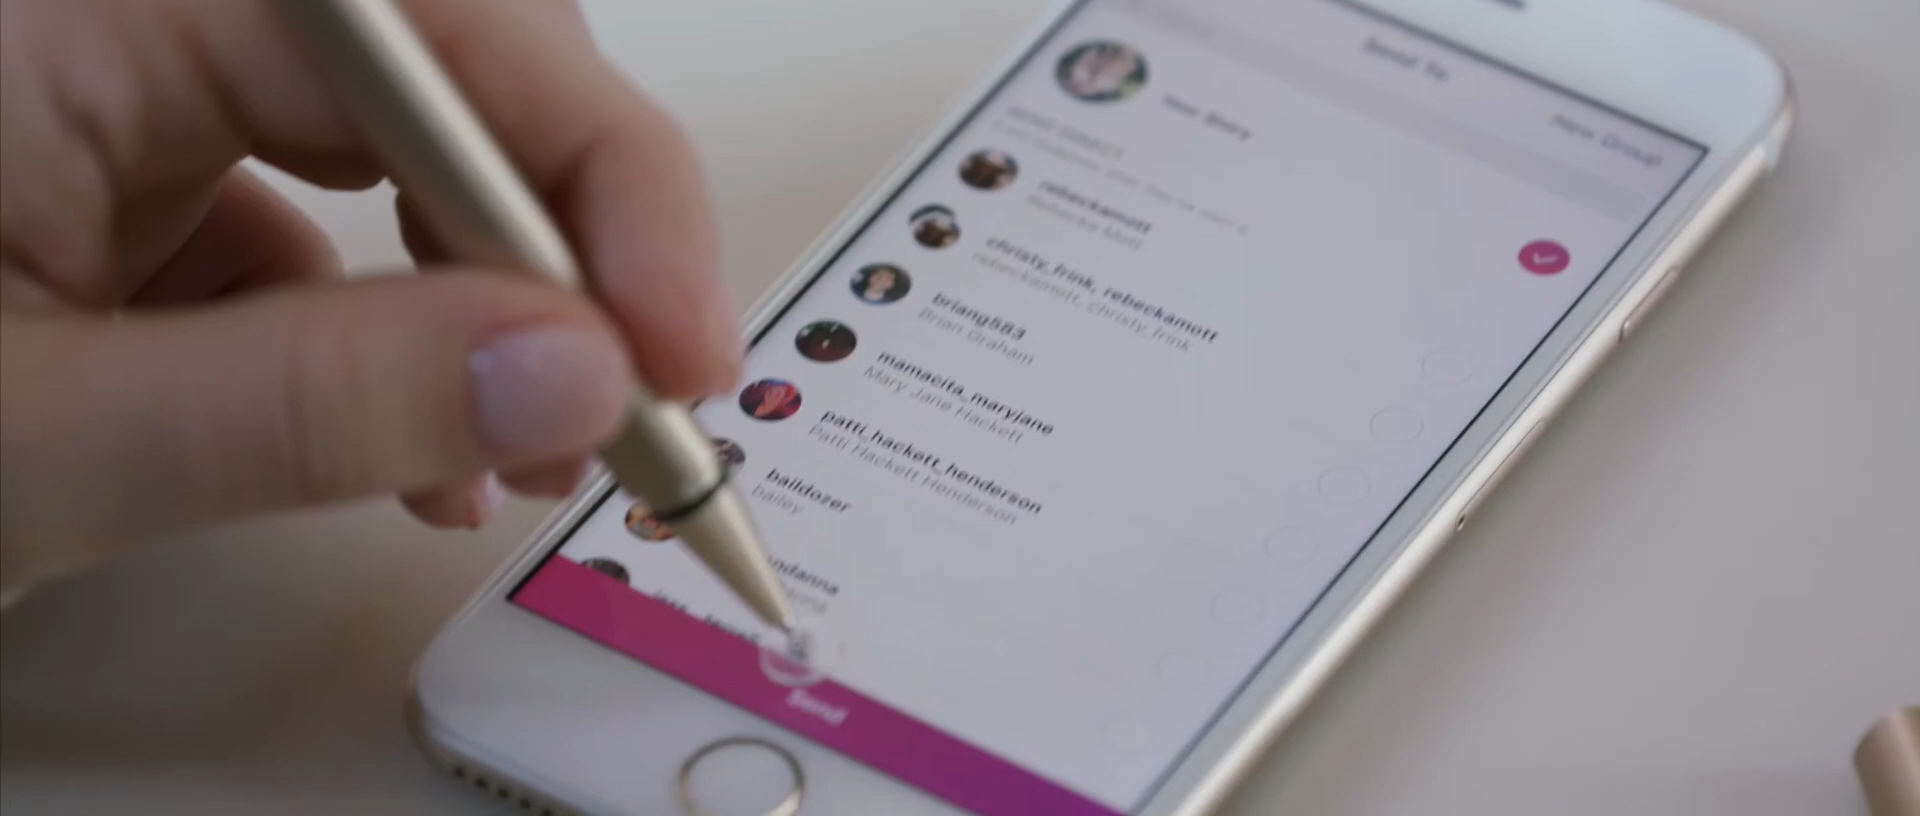 Send To
New Group
New Story
rebeckamott
Rebecka Mott
christy_frink, rebeckamott
rebeckamott, christy_frink
briang583
Brian Graham
mamacita_maryjane
Mary Jane Hackett
patti_hackett_henderson
Patti Hackett Henderson
balldozer
bailey
Send